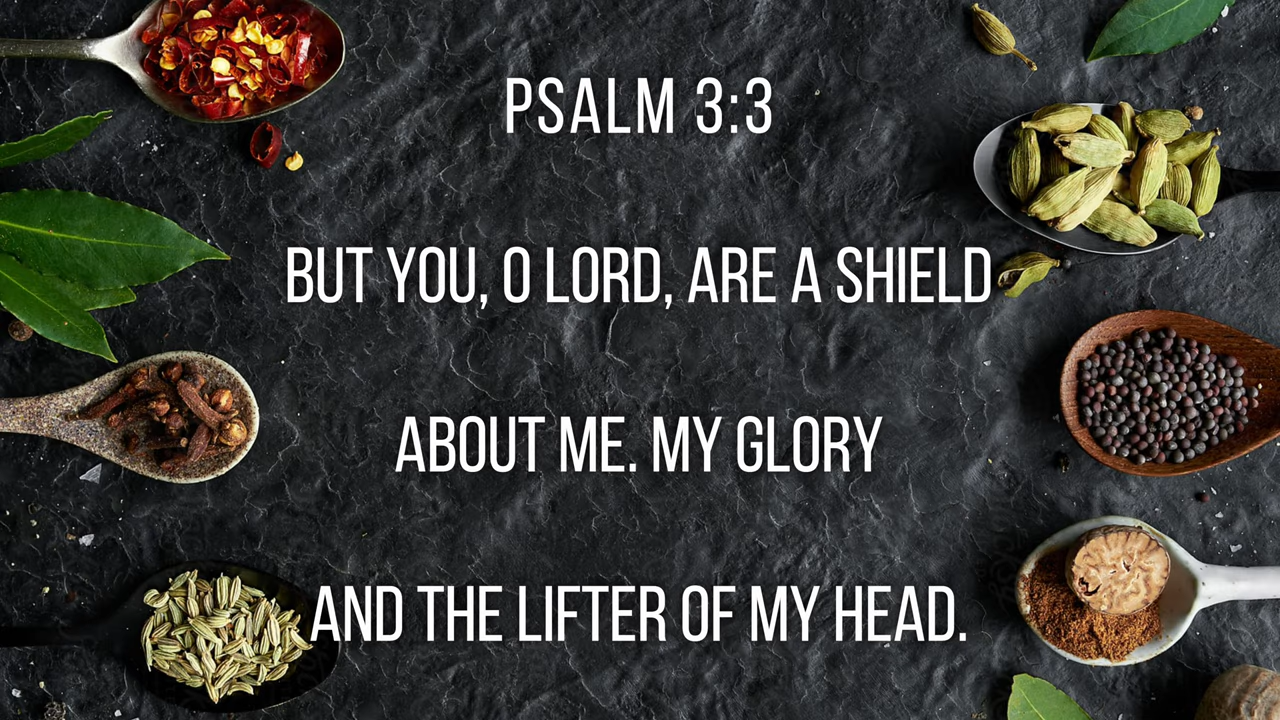 PSALM 3:3
BUT YOU, O LORD, ARE A SHIELD
ABOUT ME. MY GLORY
AND THE LIFTER OF MY HEAD.